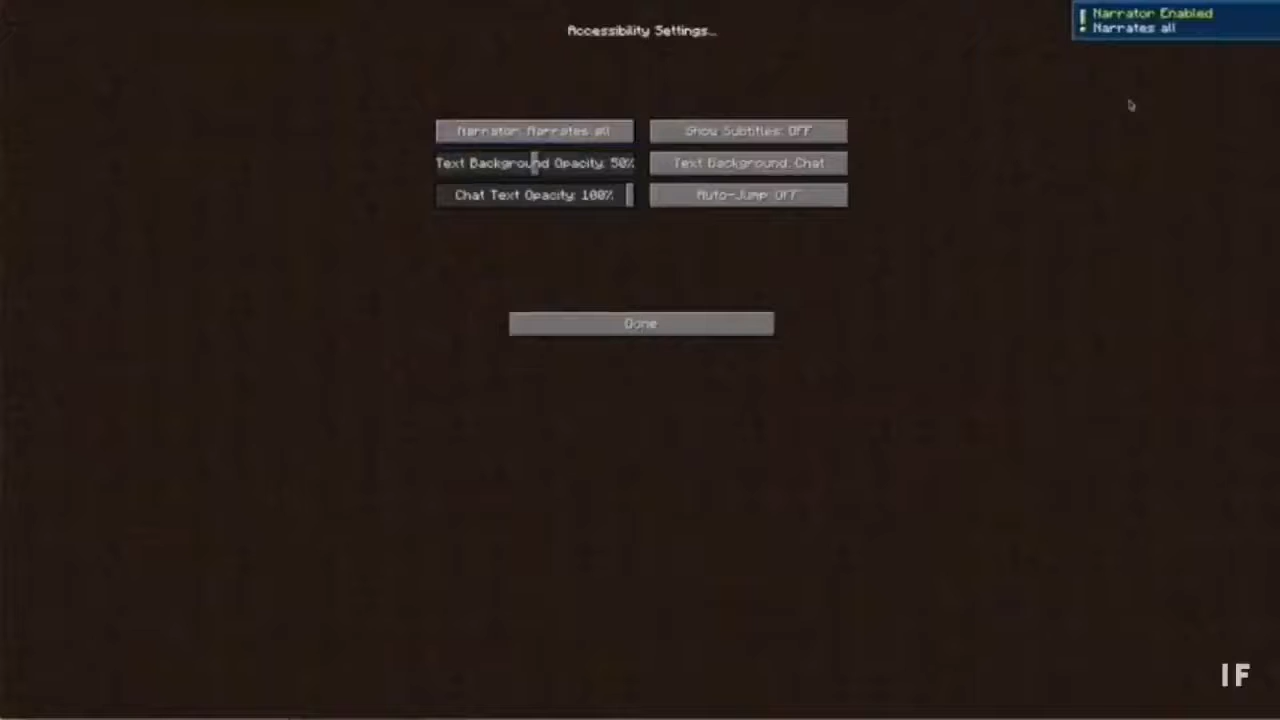 Accessibility Settings...
Narrator Enabled
Narrates all
Narrator: Narrates all
Show Subtitles: OFF
Text Background Opacity: 50%
Text Background: Chat
Chat Text Opacity: 100%
Auto-Jump: OFF
Done
IF